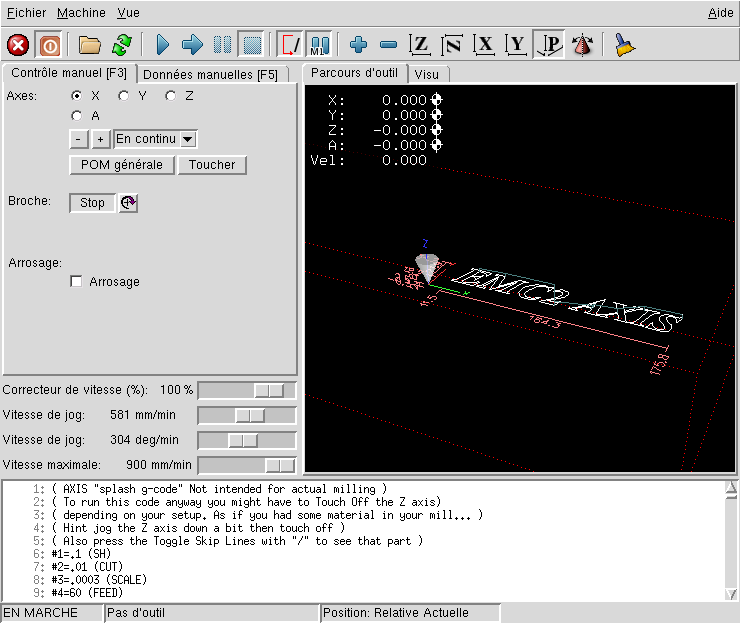 Fichier Machine Vue Aide
M1 Z N X Y P
Contrôle manuel [F3] Données manuelles [F5]
Axes: X Y Z
A
- + En continu
POM générale Toucher
Broche: Stop
Arrosage:
Arrosage
Correcteur de vitesse (%): 100 %
Vitesse de jog: 581 mm/min
Vitesse de jog: 304 deg/min
Vitesse maximale: 900 mm/min
Parcours d'outil Visu
X: 0.000
Y: 0.000
Z: -0.000
A: -0.000
Vel: 0.000
Z
X
EMC2 AXIS
11.5
164.3
175.8
1: ( AXIS "splash g-code" Not intended for actual milling )
2: ( To run this code anyway you might have to Touch Off the Z axis)
3: ( depending on your setup. As if you had some material in your mill... )
4: ( Hint jog the Z axis down a bit then touch off )
5: ( Also press the Toggle Skip Lines with "/" to see that part )
6: #1=.1 (SH)
7: #2=.01 (CUT)
8: #3=.0003 (SCALE)
9: #4=60 (FEED)
EN MARCHE Pas d'outil Position: Relative Actuelle